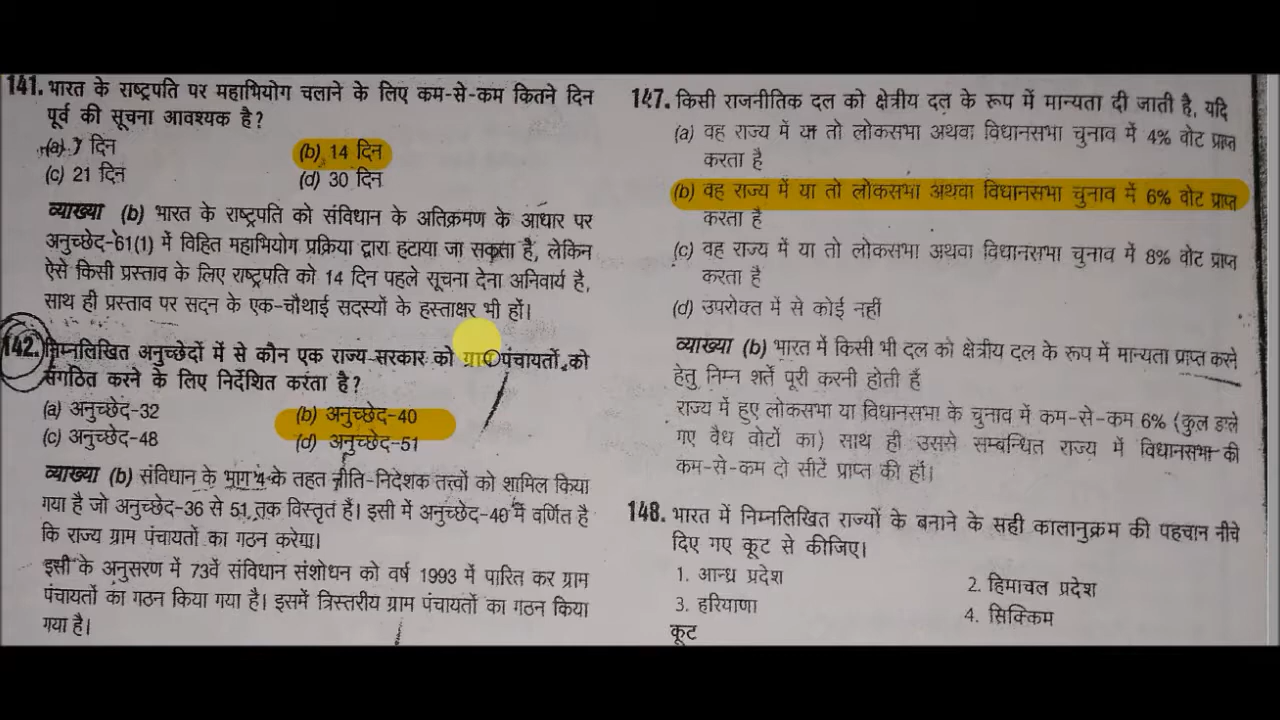 141. भारत के राष्ट्रपति पर महाभियोग चलाने के लिए कम-से-कम कितने दिन
पूर्व की सूचना आवश्यक है?
(a) 7 दिन
(b) 14 दिन
(c) 21 दिन
(d) 30 दिन
व्याख्या (b) भारत के राष्ट्रपति को संविधान के अतिक्रमण के आधार पर
अनुच्छेद-61(1) में विहित महाभियोग प्रक्रिया द्वारा हटाया जा सकता है, लेकिन
ऐसे किसी प्रस्ताव के लिए राष्ट्रपति को 14 दिन पहले सूचना देना अनिवार्य है,
साथ ही प्रस्ताव पर सदन के एक-चौथाई सदस्यों के हस्ताक्षर भी हों।
142. निम्नलिखित अनुच्छेदों में से कौन एक राज्य सरकार को ग्राम पंचायतों को
संगठित करने के लिए निर्देशित करता है?
(a) अनुच्छेद-32
(b) अनुच्छेद-40
(c) अनुच्छेद-48
(d) अनुच्छेद-51
व्याख्या (b) संविधान के भाग 4 के तहत नीति-निदेशक तत्त्वों को शामिल किया
गया है जो अनुच्छेद-36 से 51 तक विस्तृत हैं। इसी में अनुच्छेद-40 में वर्णित है
कि राज्य ग्राम पंचायतों का गठन करेगा।
इसी के अनुसरण में 73वें संविधान संशोधन को वर्ष 1993 में पारित कर ग्राम
पंचायतों का गठन किया गया है। इसमें त्रिस्तरीय ग्राम पंचायतों का गठन किया
गया है।
147. किसी राजनीतिक दल को क्षेत्रीय दल के रूप में मान्यता दी जाती है, यदि
(a) वह राज्य में या तो लोकसभा अथवा विधानसभा चुनाव में 4% वोट प्राप्त
करता है
(b) वह राज्य में या तो लोकसभा अथवा विधानसभा चुनाव में 6% वोट प्राप्त
करता है
(c) वह राज्य में या तो लोकसभा अथवा विधानसभा चुनाव में 8% वोट प्राप्त
करता है
(d) उपरोक्त में से कोई नहीं
व्याख्या (b) भारत में किसी भी दल को क्षेत्रीय दल के रूप में मान्यता प्राप्त करने
हेतु निम्न शर्तें पूरी करनी होती हैं
राज्य में हुए लोकसभा या विधानसभा के चुनाव में कम-से-कम 6% (कुल डाले
गए वैध वोटों का) साथ ही उससे सम्बन्धित राज्य में विधानसभा की
कम-से-कम दो सीटें प्राप्त की हों।
148. भारत में निम्नलिखित राज्यों के बनाने के सही कालानुक्रम की पहचान नीचे
दिए गए कूट से कीजिए।
1. आन्ध्र प्रदेश
2. हिमाचल प्रदेश
3. हरियाणा
4. सिक्किम
कूट